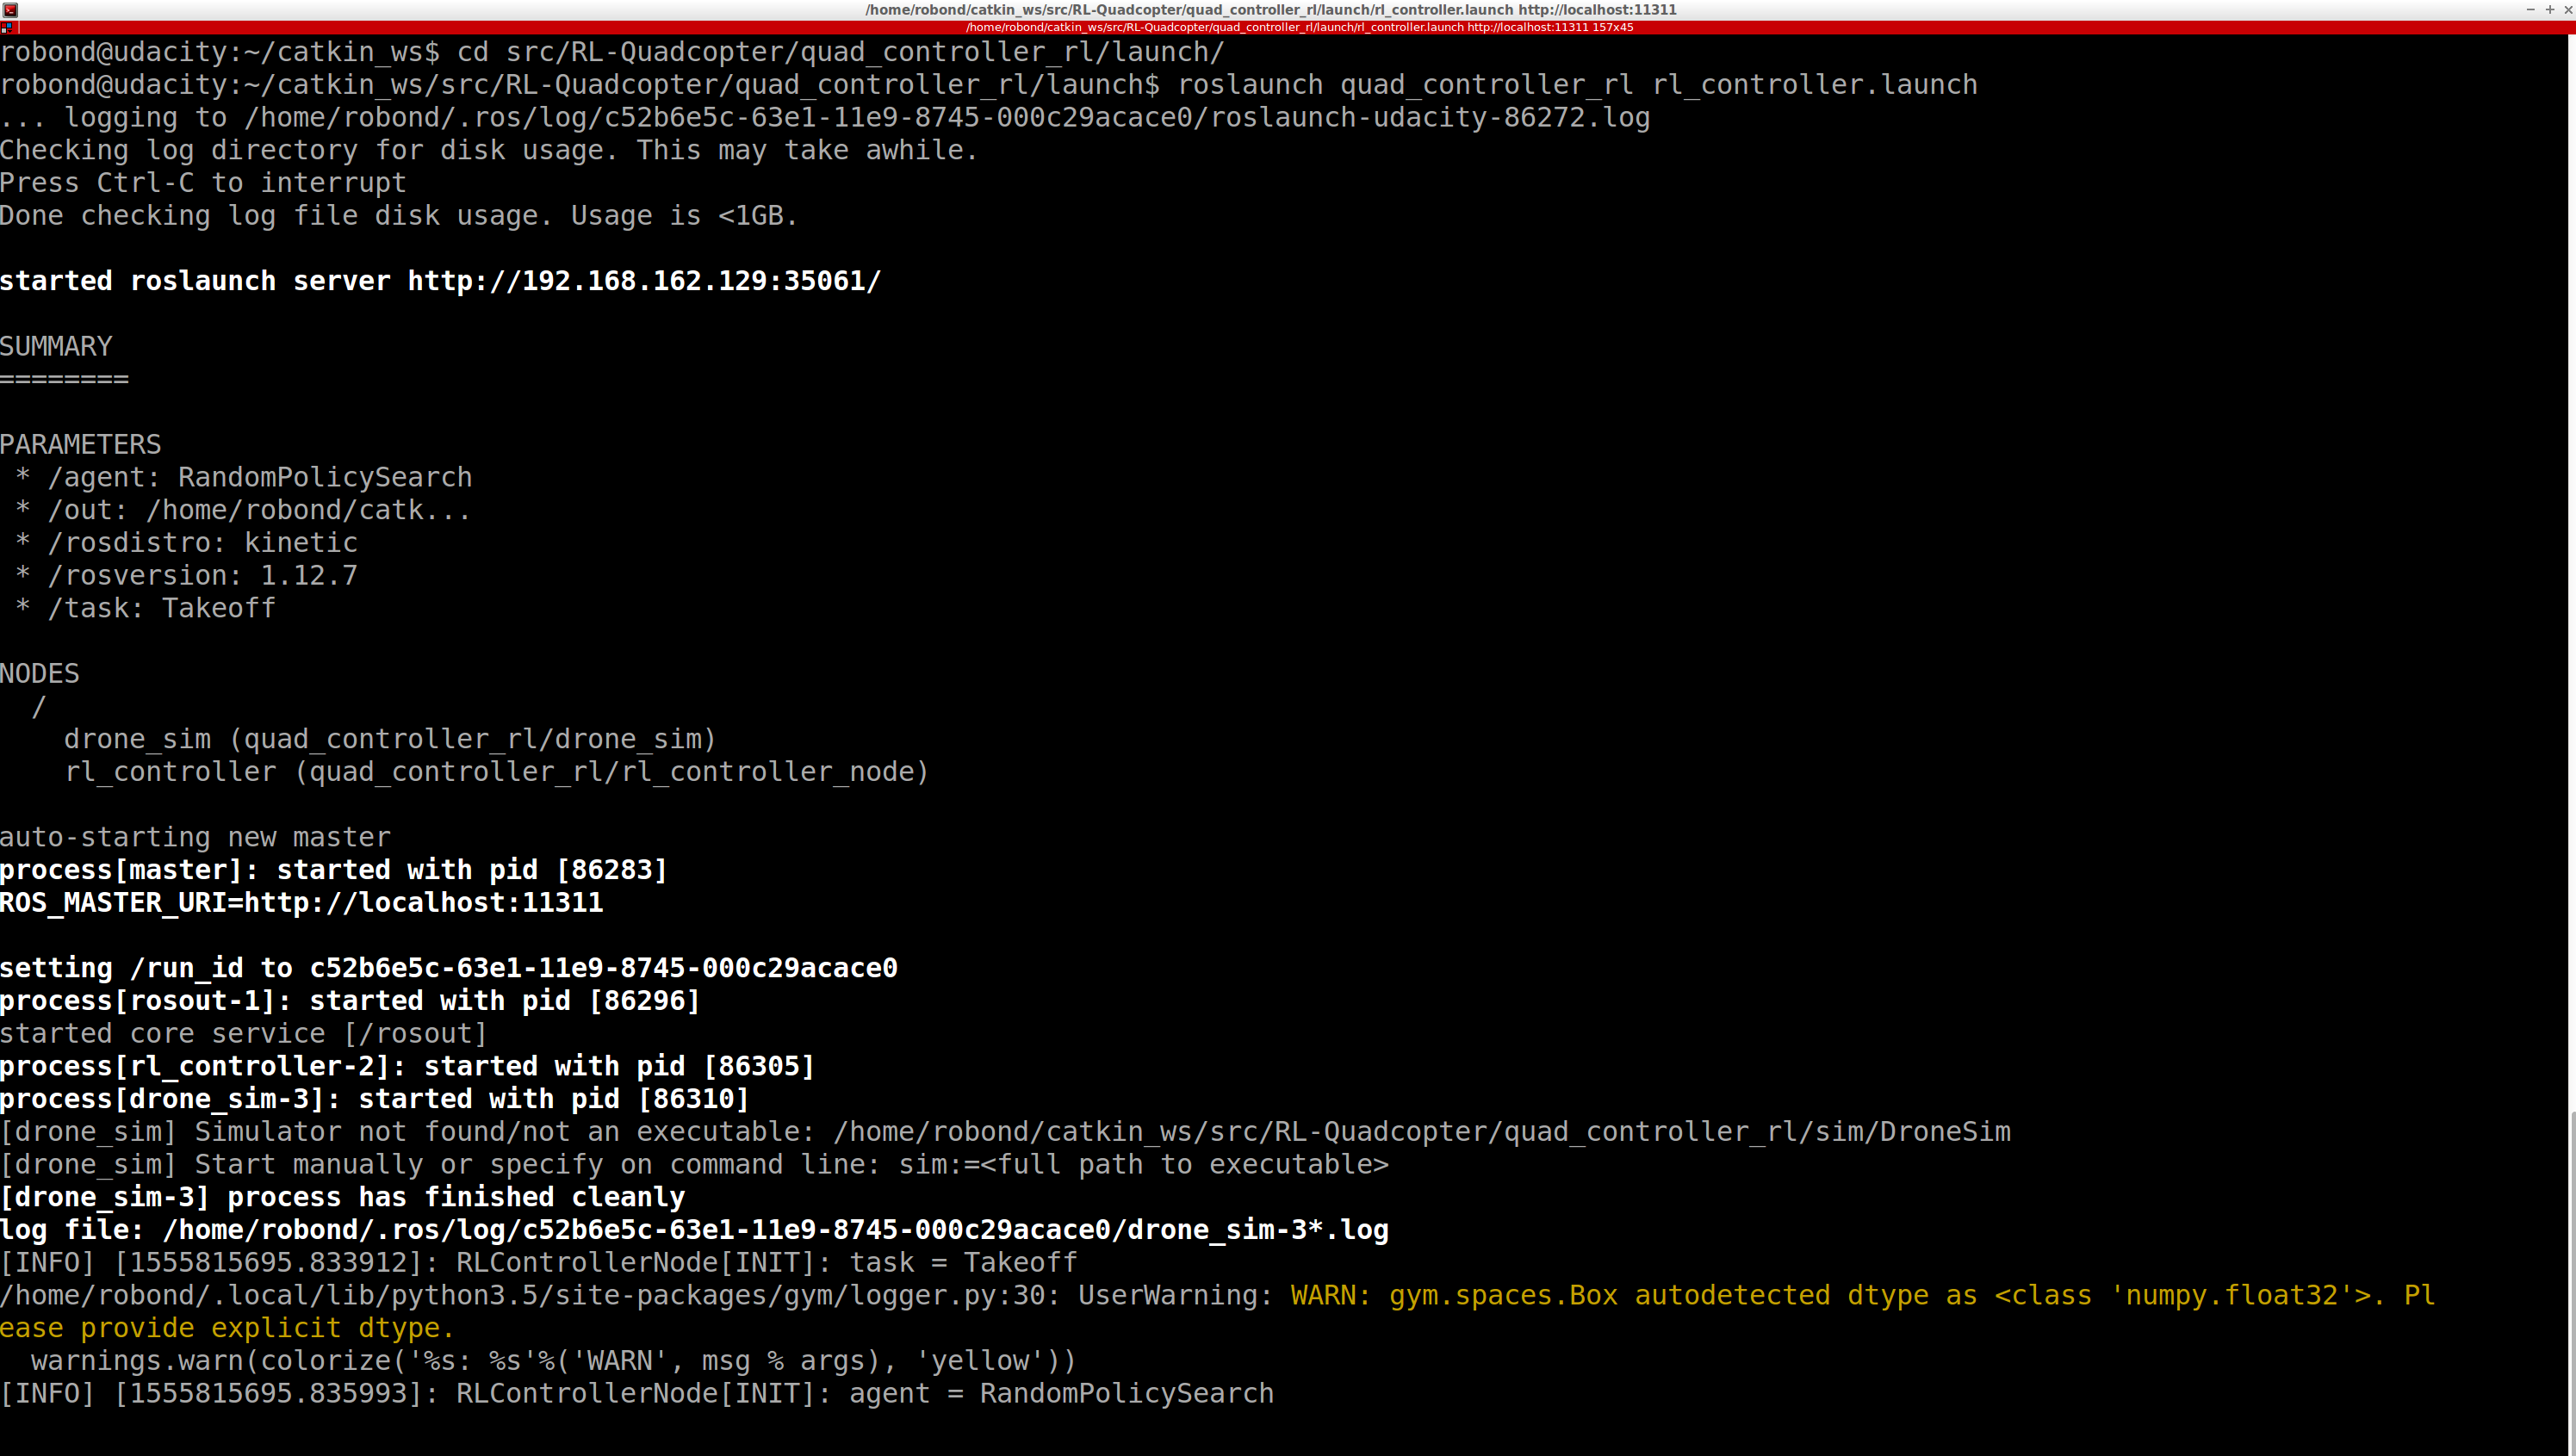 /home/robond/catkin_ws/src/RL-Quadcopter/quad_controller_rl/launch/rl_controller.launch http://localhost:11311
/home/robond/catkin_ws/src/RL-Quadcopter/quad_controller_rl/launch/rl_controller.launch http://localhost:11311 157x45
robond@udacity:~/catkin_ws$ cd src/RL-Quadcopter/quad_controller_rl/launch/
robond@udacity:~/catkin_ws/src/RL-Quadcopter/quad_controller_rl/launch$ roslaunch quad_controller_rl rl_controller.launch
... logging to /home/robond/.ros/log/c52b6e5c-63e1-11e9-8745-000c29acace0/roslaunch-udacity-86272.log
Checking log directory for disk usage. This may take awhile.
Press Ctrl-C to interrupt
Done checking log file disk usage. Usage is <1GB.

started roslaunch server http://192.168.162.129:35061/

SUMMARY
========

PARAMETERS
 * /agent: RandomPolicySearch
 * /out: /home/robond/catk...
 * /rosdistro: kinetic
 * /rosversion: 1.12.7
 * /task: Takeoff

NODES
  /
    drone_sim (quad_controller_rl/drone_sim)
    rl_controller (quad_controller_rl/rl_controller_node)

auto-starting new master
process[master]: started with pid [86283]
ROS_MASTER_URI=http://localhost:11311

setting /run_id to c52b6e5c-63e1-11e9-8745-000c29acace0
process[rosout-1]: started with pid [86296]
started core service [/rosout]
process[rl_controller-2]: started with pid [86305]
process[drone_sim-3]: started with pid [86310]
[drone_sim] Simulator not found/not an executable: /home/robond/catkin_ws/src/RL-Quadcopter/quad_controller_rl/sim/DroneSim
[drone_sim] Start manually or specify on command line: sim:=<full path to executable>
[drone_sim-3] process has finished cleanly
log file: /home/robond/.ros/log/c52b6e5c-63e1-11e9-8745-000c29acace0/drone_sim-3*.log
[INFO] [1555815695.833912]: RLControllerNode[INIT]: task = Takeoff
/home/robond/.local/lib/python3.5/site-packages/gym/logger.py:30: UserWarning: WARN: gym.spaces.Box autodetected dtype as <class 'numpy.float32'>. Pl
ease provide explicit dtype.
  warnings.warn(colorize('%s: %s'%('WARN', msg % args), 'yellow'))
[INFO] [1555815695.835993]: RLControllerNode[INIT]: agent = RandomPolicySearch